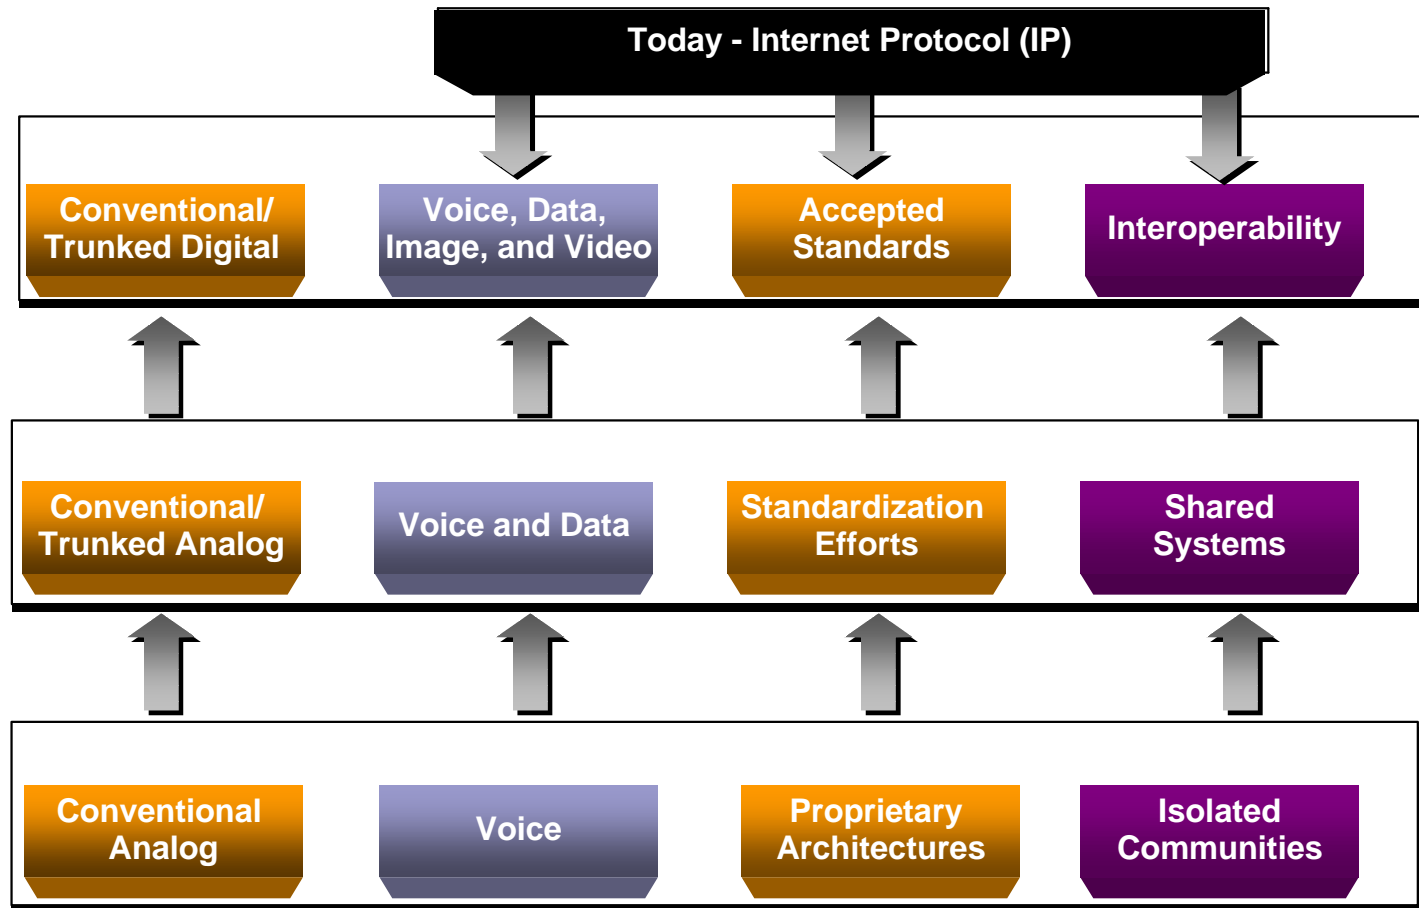 Today - Internet Protocol (IP)
Conventional/
Trunked Digital
Voice, Data,
Image, and Video
Accepted
Standards
Interoperability
Conventional/
Trunked Analog
Voice and Data
Standardization
Efforts
Shared
Systems
Conventional
Analog
Voice
Proprietary
Architectures
Isolated
Communities